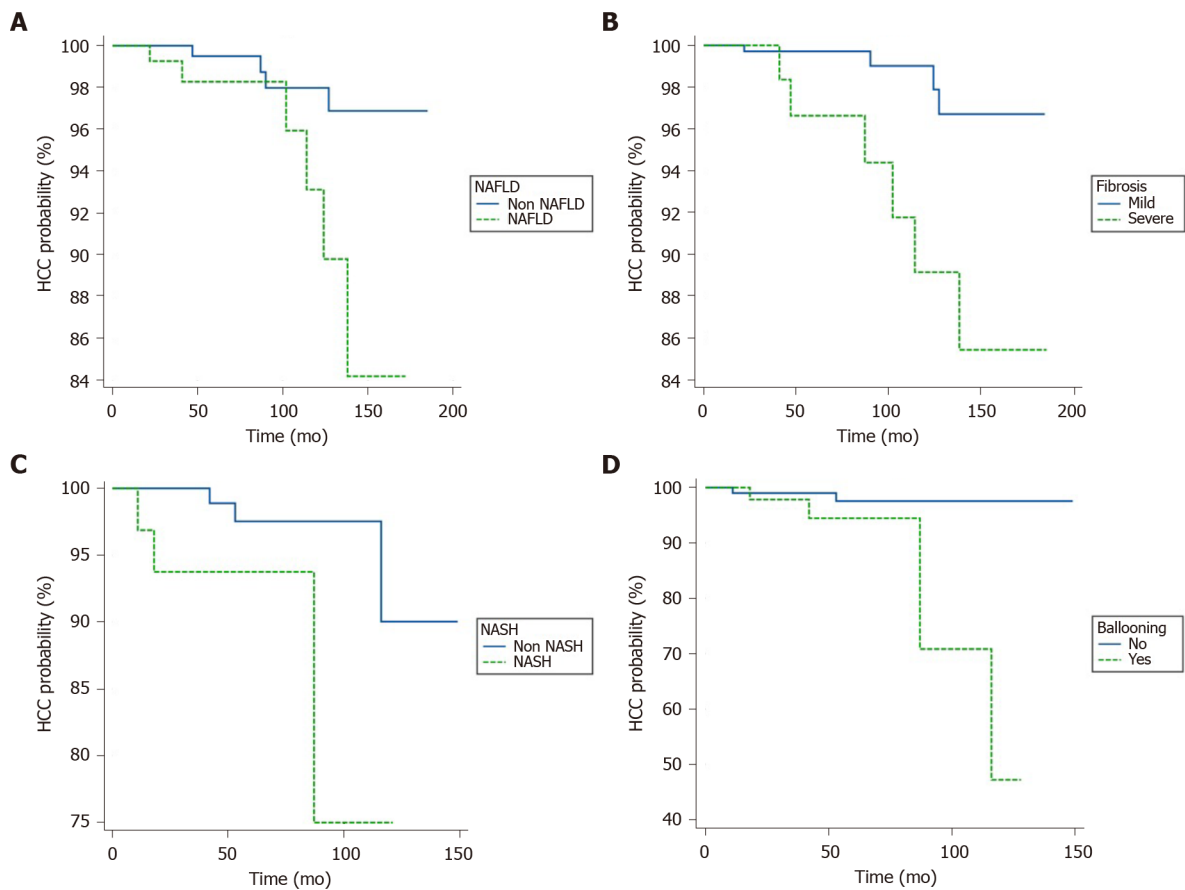 A
100
98
96
94
92
90
88
86
84
HCC probability (%)
0
50
100
150
200
Time (mo)
NAFLD
Non NAFLD
NAFLD
B
100
98
96
94
92
90
88
86
84
HCC probability (%)
0
50
100
150
200
Time (mo)
Fibrosis
Mild
Severe
C
100
95
90
85
80
75
HCC probability (%)
0
50
100
150
Time (mo)
NASH
Non NASH
NASH
D
100
90
80
70
60
50
40
HCC probability (%)
0
50
100
150
Time (mo)
Ballooning
No
Yes